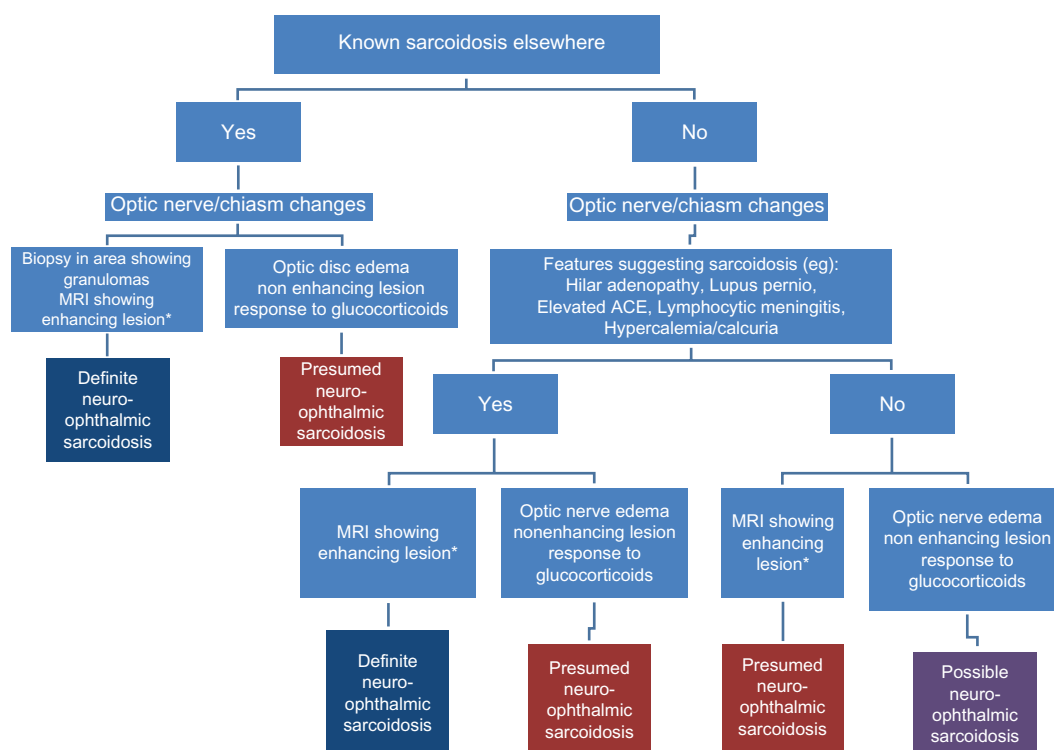 Known sarcoidosis elsewhere
Yes
No
Optic nerve/chiasm changes
Optic nerve/chiasm changes
Biopsy in area showing
granulomas
MRI showing
enhancing lesion*
Optic disc edema
non enhancing lesion
response to glucocorticoids
Features suggesting sarcoidosis (eg):
Hilar adenopathy, Lupus pernio,
Elevated ACE, Lymphocytic meningitis,
Hypercalemia/calcuria
Definite
neuro-
ophthalmic
sarcoidosis
Presumed
neuro-
ophthalmic
sarcoidosis
Yes
No
MRI showing
enhancing lesion*
Optic nerve edema
nonenhancing lesion
response to
glucocorticoids
MRI showing
enhancing
lesion*
Optic nerve edema
non enhancing lesion
response to
glucocorticoids
Definite
neuro-
ophthalmic
sarcoidosis
Presumed
neuro-
ophthalmic
sarcoidosis
Presumed
neuro-
ophthalmic
sarcoidosis
Possible
neuro-
ophthalmic
sarcoidosis